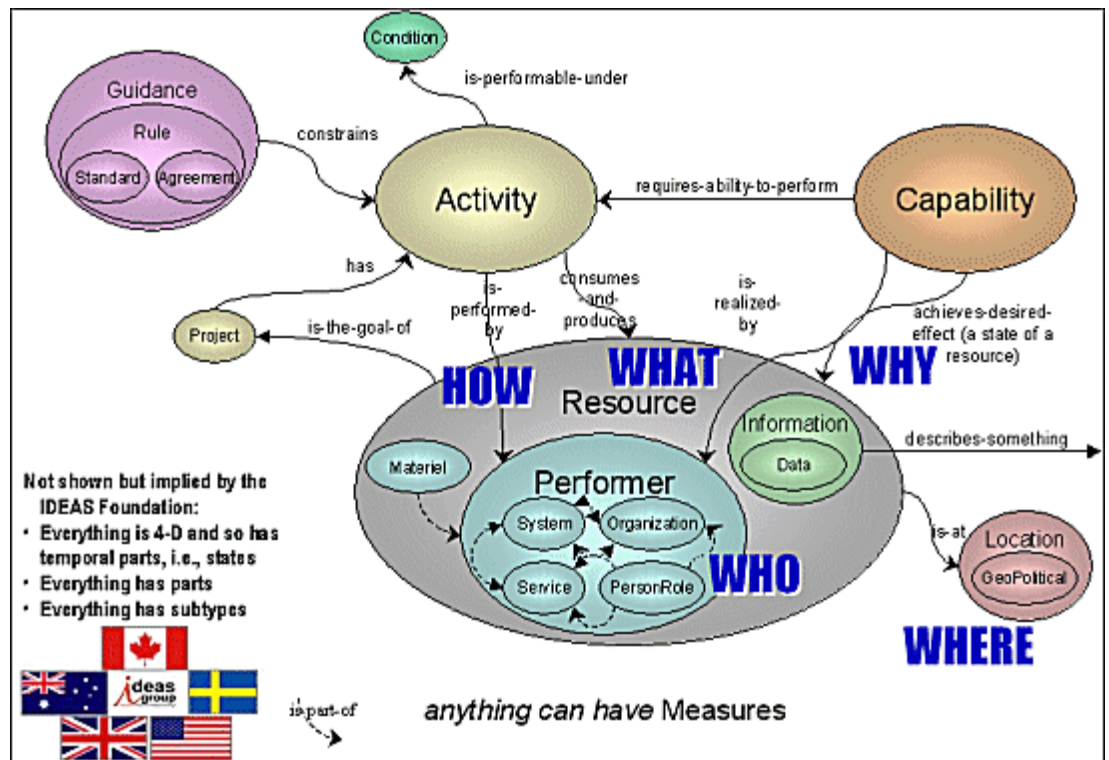 Condition
is-performable-under
Guidance
Rule
Standard
Agreement
constrains
Activity
requires-ability-to-perform
Capability
has
is-
performed-
by
consumes
-and-
produces
is-
realized-
by
achieves-desired-
effect (a state of a
resource)
Project
is-the-goal-of
HOW
WHAT
WHY
Resource
Information
Data
describes-something
Materiel
Performer
System
Organization
Service
PersonRole
WHO
is-at
Location
GeoPolitical
WHERE
Not shown but implied by the
IDEAS Foundation:
• Everything is 4-D and so has
temporal parts, i.e., states
• Everything has parts
• Everything has subtypes
ideas
group
is-part-of
anything can have Measures